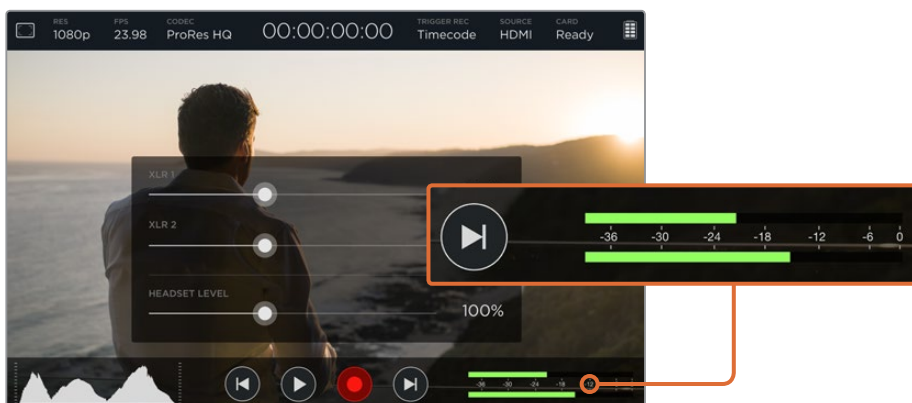 RES
FPS
CODEC
TRIGGER REC
SOURCE
CARD
1080p
23.98
ProRes HQ
00:00:00:00
Timecode
HDMI
Ready
XLR 1
XLR 2
HEADSET LEVEL
100%
-36 -30 -24 -18 -12 -6 0
-36 -30 -24 -18 -12